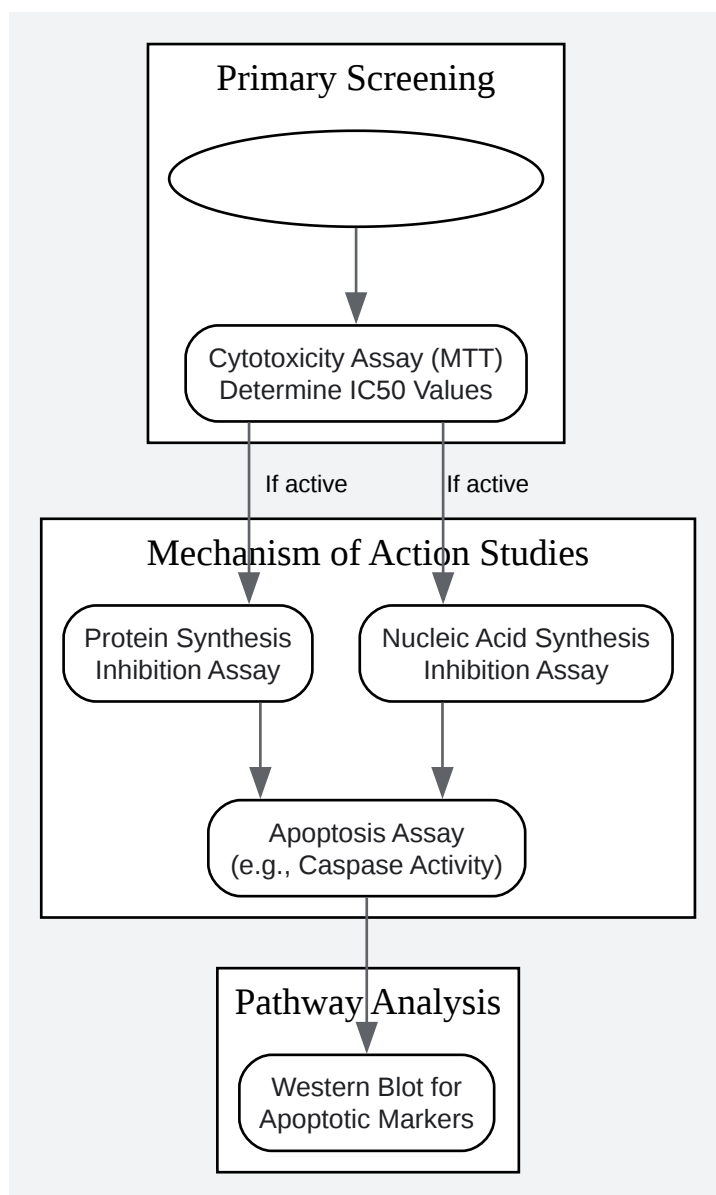 Primary Screening
Cytotoxicity Assay (MTT)
Determine IC50 Values
If active
If active
Mechanism of Action Studies
Protein Synthesis
Inhibition Assay
Nucleic Acid Synthesis
Inhibition Assay
Apoptosis Assay
(e.g., Caspase Activity)
Pathway Analysis
Western Blot for
Apoptotic Markers